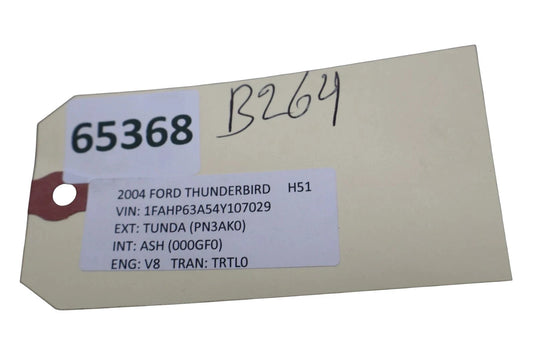 B264
65368
2004 FORD THUNDERBIRD H51
VIN: 1FAHP63A54Y107029
EXT: TUNDA (PN3AK0)
INT: ASH (000GF0)
ENG: V8 TRAN: TRTL0